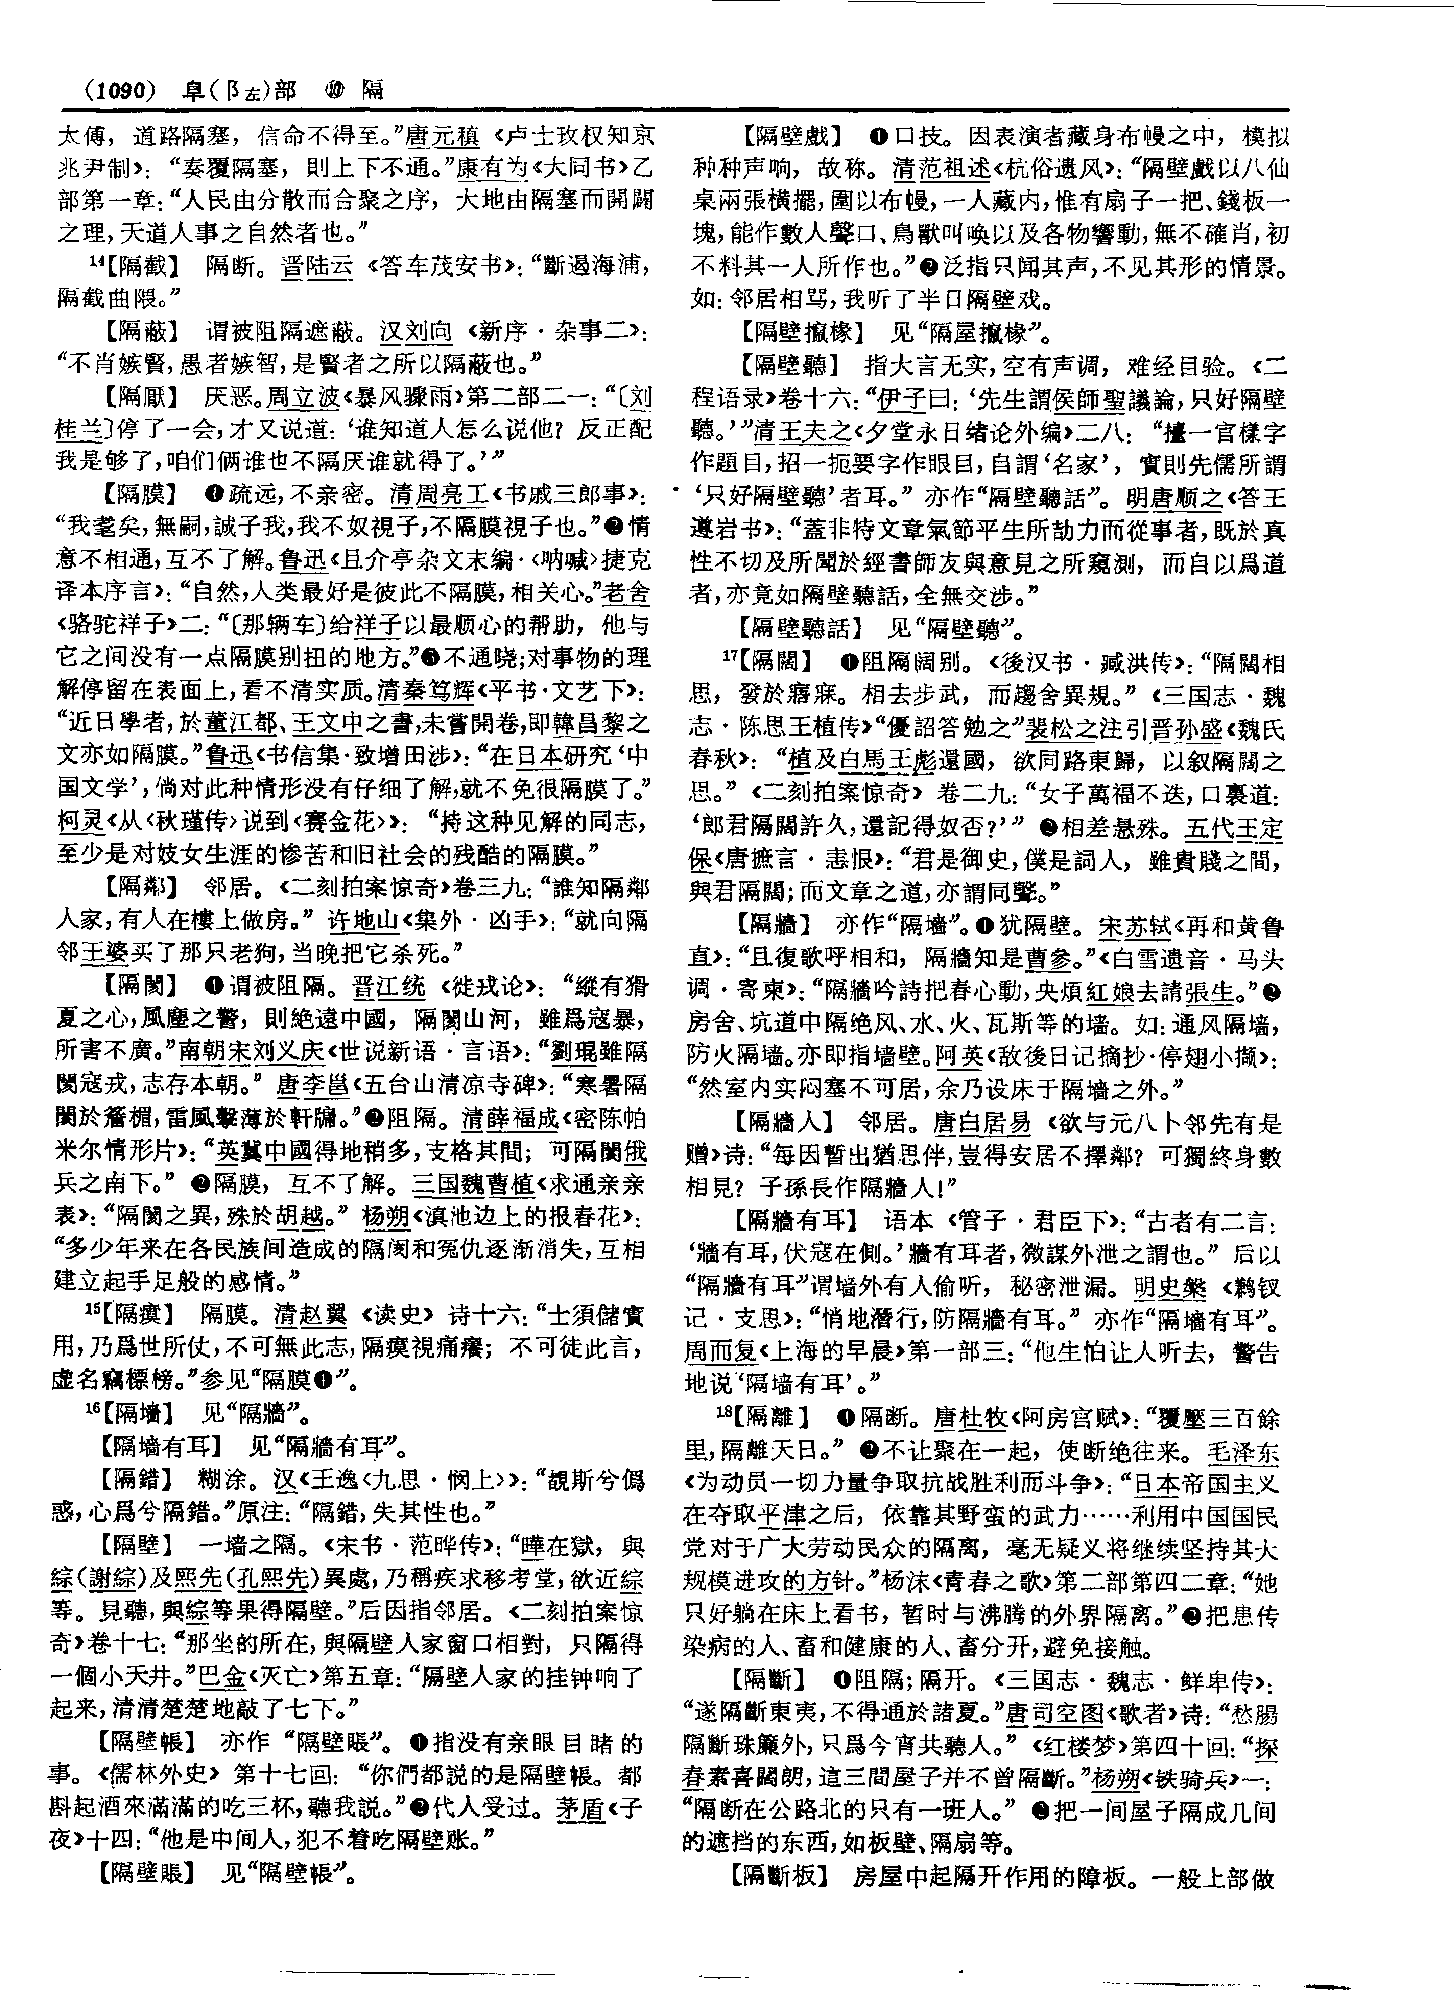 (1090) 阜(阝左)部 ⑩ 隔
太傅，道路隔塞，信命不得至。”唐元稹《卢士玫权知京
兆尹制》：“奏覆隔塞，則上下不通。”康有为《大同书》乙
部第一章：“人民由分散而合聚之序，大地由隔塞而開闢
之理，天道人事之自然者也。”
14【隔截】 隔断。晋陆云《答车茂安书》：“斷遏海浦，
隔截曲隈。”
【隔蔽】 谓被阻隔遮蔽。汉刘向《新序·杂事二》：
“不肖嫉賢，愚者嫉智，是賢者之所以隔蔽也。”
【隔厭】 厌恶。周立波《暴风骤雨》第二部二一：“〔刘
桂兰〕停了一会，才又说道：‘谁知道人怎么说他？反正配
我是够了，咱们俩谁也不隔厌谁就得了。’”
【隔膜】 ❶疏远，不亲密。清周亮工《书戚三郎事》：
“我耄矣，無嗣，誠子我，我不奴視子，不隔膜視子也。”❷情
意不相通，互不了解。鲁迅《且介亭杂文末编·〈呐喊〉捷克
译本序言》：“自然，人类最好是彼此不隔膜，相关心。”老舍
《骆驼祥子》二：“〔那辆车〕给祥子以最顺心的帮助，他与
它之间没有一点隔膜别扭的地方。”❸不通晓；对事物的理
解停留在表面上，看不清实质。清秦笃辉《平书·文艺下》：
“近日學者，於董江都、王文中之書，未嘗開卷，即韓昌黎之
文亦如隔膜。”鲁迅《书信集·致增田涉》：“在日本研究‘中
国文学’，倘对此种情形没有仔细了解，就不免很隔膜了。”
柯灵《从〈秋瑾传〉说到〈赛金花〉》：“持这种见解的同志，
至少是对妓女生涯的惨苦和旧社会的残酷的隔膜。”
【隔鄰】 邻居。《二刻拍案惊奇》卷三九：“誰知隔鄰
人家，有人在樓上做房。”许地山《集外·凶手》：“就向隔
邻王婆买了那只老狗，当晚把它杀死。”
【隔閡】 ❶谓被阻隔。晋江统《徙戎论》：“縱有猾
夏之心，風塵之警，則絶遠中國，隔閡山河，雖爲寇暴，
所害不廣。”南朝宋刘义庆《世说新语·言语》：“劉琨雖隔
閡寇戎，志存本朝。”唐李邕《五台山清凉寺碑》：“寒暑隔
閡於簷楣，雷風擊薄於軒牖。”❷阻隔。清薛福成《密陈帕
米尔情形片》：“英冀中國得地稍多，支格其間；可隔閡俄
兵之南下。”❷隔膜，互不了解。三国魏曹植《求通亲亲
表》：“隔閡之異，殊於胡越。”杨朔《滇池边上的报春花》：
“多少年来在各民族间造成的隔阂和冤仇逐渐消失，互相
建立起手足般的感情。”
15【隔瘼】 隔膜。清赵翼《读史》诗十六：“士須儲實
用，乃爲世所仗，不可無此志，隔瘼視痛癢；不可徒此言，
虚名竊標榜。”参见“隔膜❶”。
16【隔墻】 见“隔牆”。
【隔墙有耳】 见“隔牆有耳”。
【隔錯】 糊涂。汉《王逸〈九思·悯上〉》：“覩斯兮僞
惑，心爲兮隔錯。”原注：“隔錯，失其性也。”
【隔壁】 一墙之隔。《宋书·范晔传》：“曄在獄，與
綜（謝綜）及熙先（孔熙先）異處，乃稱疾求移考堂，欲近綜
等。見聽，與綜等果得隔壁。”后因指邻居。《二刻拍案惊
奇》卷十七：“那坐的所在，與隔壁人家窗口相對，只隔得
一個小天井。”巴金《灭亡》第五章：“隔壁人家的挂钟响了
起来，清清楚楚地敲了七下。”
【隔壁帳】 亦作“隔壁賬”。❶指没有亲眼目睹的
事。《儒林外史》第十七回：“你們都説的是隔壁帳。都
斟起酒來滿滿的吃三杯，聽我説。”❷代人受过。茅盾《子
夜》十四：“他是中间人，犯不着吃隔壁账。”
【隔壁賬】 见“隔壁帳”。
【隔壁戲】 ❶口技。因表演者藏身布幔之中，模拟
种种声响，故称。清范祖述《杭俗遗风》：“隔壁戲以八仙
桌兩張橫擺，圍以布幔，一人藏内，惟有扇子一把、錢板一
塊，能作數人聲口、鳥獸叫唤以及各物響動，無不確肖，初
不料其一人所作也。”❷泛指只闻其声，不见其形的情景。
如：邻居相骂，我听了半日隔壁戏。
【隔壁攛椽】 见“隔屋攛椽”。
【隔壁聽】 指大言无实，空有声调，难经目验。《二
程语录》卷十六：“伊子曰：‘先生謂侯師聖議論，只好隔壁
聽。’”清王夫之《夕堂永日绪论外编》二八：“擡一官樣字
作題目，招一扼要字作眼目，自謂‘名家’，實則先儒所謂
‘只好隔壁聽’者耳。”亦作“隔壁聽話”。明唐顺之《答王
遵岩书》：“蓋非特文章氣節平生所劼力而從事者，既於真
性不切及所聞於經書師友與意見之所窺測，而自以爲道
者，亦竟如隔壁聽話，全無交涉。”
【隔壁聽話】 见“隔壁聽”。
17【隔闊】 ❶阻隔阔别。《後汉书·臧洪传》：“隔闊相
思，發於寤寐。相去步武，而趨舍異規。”《三国志·魏
志·陈思王植传》“優詔答勉之”裴松之注引晋孙盛《魏氏
春秋》：“植及白馬王彪還國，欲同路東歸，以叙隔闊之
思。”《二刻拍案惊奇》卷二九：“女子萬福不迭，口裏道：
‘郎君隔闊許久，還記得奴否？’”❷相差悬殊。五代王定
保《唐摭言·恚恨》：“君是御史，僕是詞人，雖貴賤之間，
與君隔闊；而文章之道，亦謂同聲。”
【隔牆】 亦作“隔墙”。❶犹隔壁。宋苏轼《再和黄鲁
直》：“且復歌呼相和，隔牆知是曹參。”《白雪遗音·马头
调·寄柬》：“隔牆吟詩把春心動，央煩紅娘去請張生。”❷
房舍、坑道中隔绝风、水、火、瓦斯等的墙。如：通风隔墙，
防火隔墙。亦即指墙壁。阿英《敌後日记摘抄·停翅小撷》：
“然室内实闷塞不可居，余乃设床于隔墙之外。”
【隔牆人】 邻居。唐白居易《欲与元八卜邻先有是
赠》诗：“每因暫出猶思伴，豈得安居不擇鄰？可獨終身數
相見？子孫長作隔牆人！”
【隔牆有耳】 语本《管子·君臣下》：“古者有二言：
‘牆有耳，伏寇在側。’牆有耳者，微謀外泄之謂也。”后以
“隔牆有耳”谓墙外有人偷听，秘密泄漏。明史槃《鹣钗
记·支思》：“悄地潛行，防隔牆有耳。”亦作“隔墙有耳”。
周而复《上海的早晨》第一部三：“他生怕让人听去，警告
地说‘隔墙有耳’。”
18【隔離】 ❶隔断。唐杜牧《阿房宫赋》：“覆壓三百餘
里，隔離天日。”❷不让聚在一起，使断绝往来。毛泽东
《为动员一切力量争取抗战胜利而斗争》：“日本帝国主义
在夺取平津之后，依靠其野蛮的武力……利用中国国民
党对于广大劳动民众的隔离，毫无疑义将继续坚持其大
规模进攻的方针。”杨沫《青春之歌》第二部第四二章：“她
只好躺在床上看书，暂时与沸腾的外界隔离。”❷把患传
染病的人、畜和健康的人、畜分开，避免接触。
【隔斷】 ❶阻隔；隔开。《三国志·魏志·鲜卑传》：
“遂隔斷東夷，不得通於諸夏。”唐司空图《歌者》诗：“愁腸
隔斷珠簾外，只爲今宵共聽人。”《红楼梦》第四十回：“探
春素喜闊朗，這三間屋子并不曾隔斷。”杨朔《铁骑兵》一：
“隔断在公路北的只有一班人。”❷把一间屋子隔成几间
的遮挡的东西，如板壁、隔扇等。
【隔斷板】 房屋中起隔开作用的障板。一般上部做